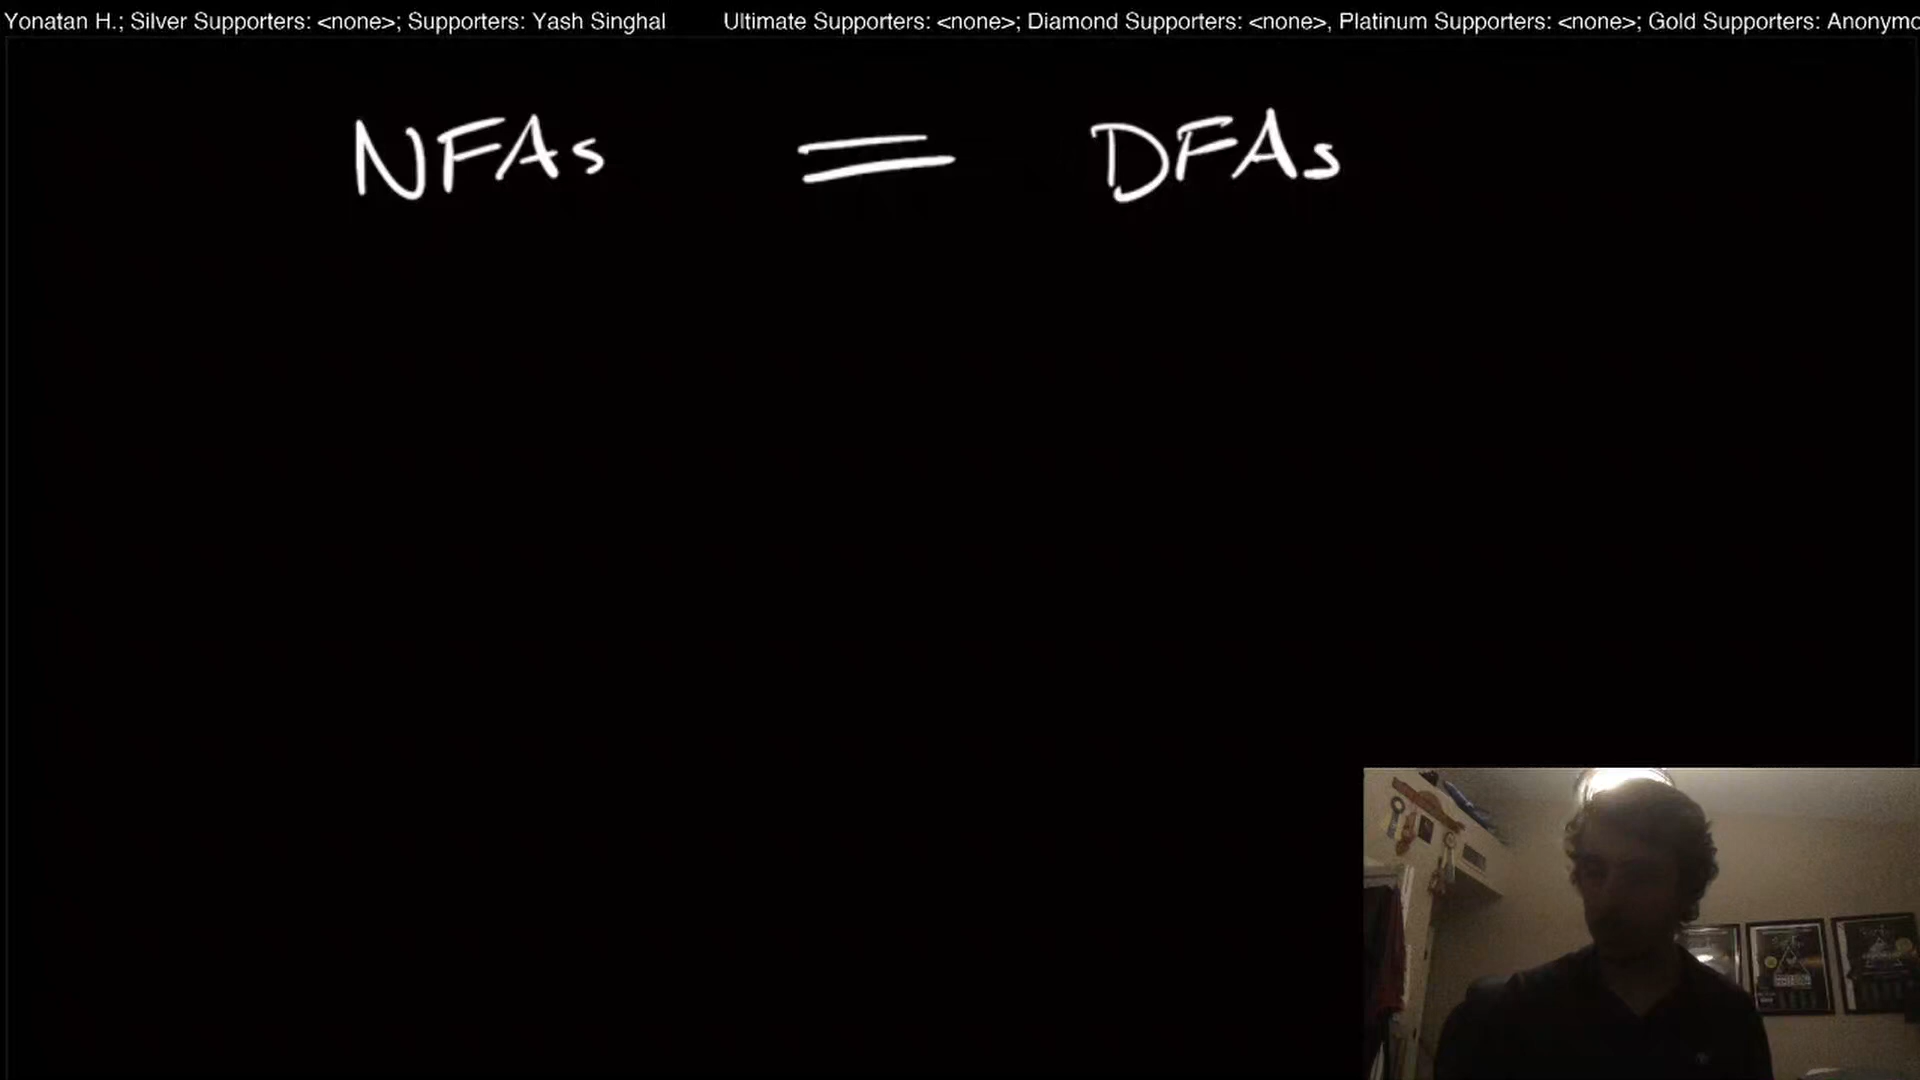 Yonatan H.; Silver Supporters: <none>; Supporters: Yash Singhal Ultimate Supporters: <none>; Diamond Supporters: <none>, Platinum Supporters: <none>; Gold Supporters: Anonymo
NFAs = DFAs